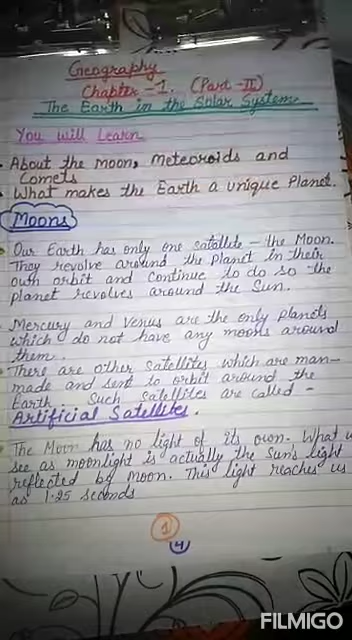 Geography
Chapter - 1. (Part - II)
The Earth in the Solar System
You will Learn
About the Moon, Meteoroids and
Comets
What makes the Earth a unique Planet.
Moons
Our Earth has only one satallite - the Moon.
They revolve around the planet in their
own orbit and continue to do so the
planet revolves around the Sun.
Mercury and Venus are the only planets
which do not have any moons around
them.
There are other satellites which are man-
made and sent to orbit around the
Earth. Such satellites are called -
Artificial Satellites.
The Moon has no light of its own. What
see as moonlight is actually the Sun's light
reflected by Moon. This light reaches us
as 1.25 seconds
1
4
FILMIGO